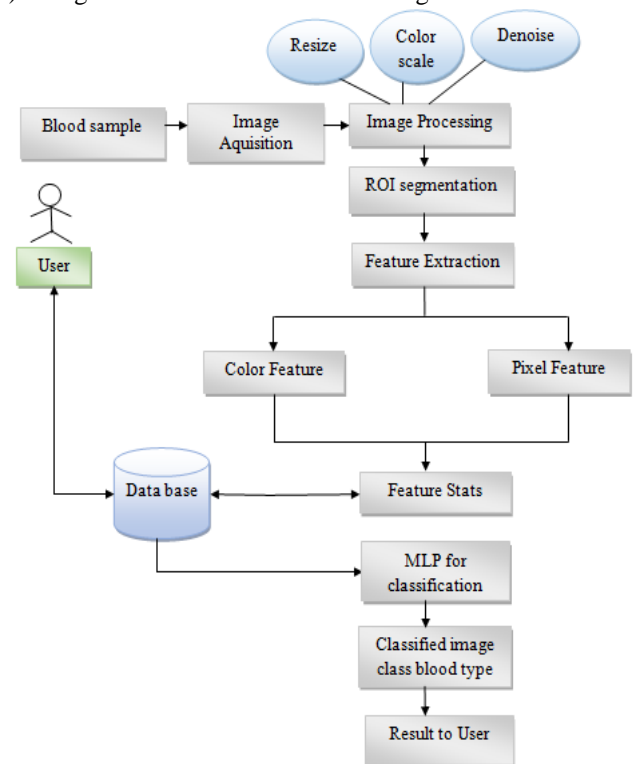 Resize
Color
scale
Denoise
Blood sample
Image
Aquisition
Image Processing
ROI segmentation
User
Feature Extraction
Color Feature
Pixel Feature
Data base
Feature Stats
MLP for
classification
Classified image
class blood type
Result to User